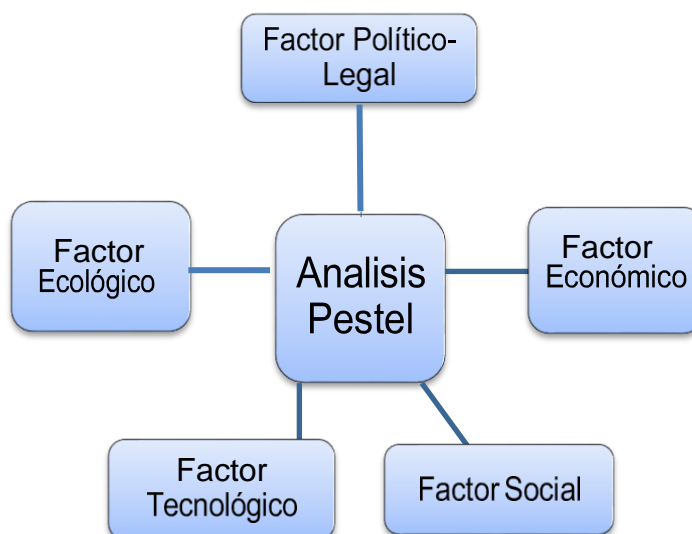 Factor Político-
Legal
Factor
Ecológico
Analisis
Pestel
Factor
Económico
Factor
Tecnológico
Factor Social